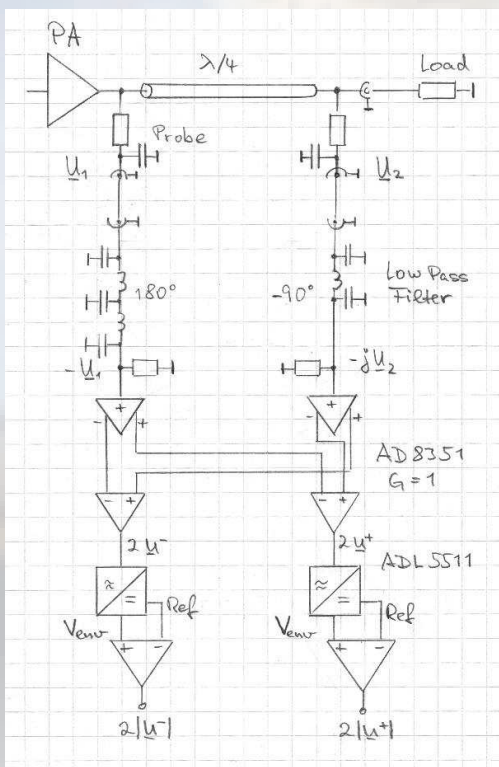 PA
λ/4
Load
Probe
U1
U2
180°
-90°
Low Pass
Filter
-U1
-jU2
+
+
- +
- +
AD8351
G=1
- +
- +
2u⁻
2u⁺
ADL5511
≈
=
≈
=
Ref
Ref
Venv
Venv
+ -
+ -
2|u⁻|
2|u⁺|